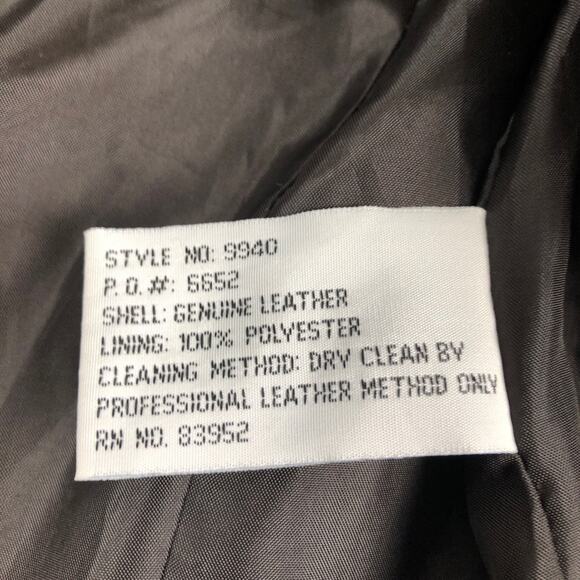 STYLE NO: 9940
P.O.#: 6652
SHELL: GENUINE LEATHER
LINING: 100% POLYESTER
CLEANING METHOD: DRY CLEAN BY
PROFESSIONAL LEATHER METHOD ONLY
RN NO. 83952